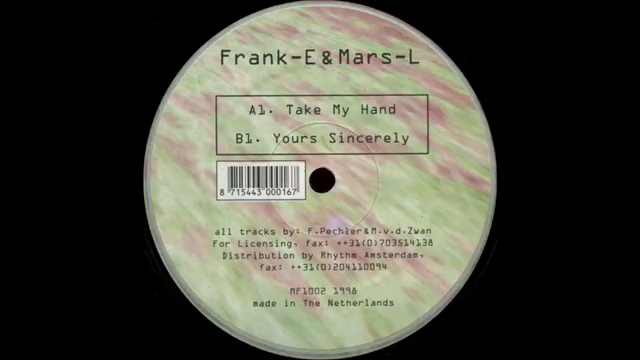 Frank-E&Mars-L
A1. Take My Hand
B1. Yours Sincerely
8 715443 000167
all tracks by: F.Pechler&M.v.d.Zwan
For Licensing, fax: ++31(0)703514138
Distribution by Rhythm Amsterdam,
fax: ++31(0)204110094
MF1002 1998
made in The Netherlands